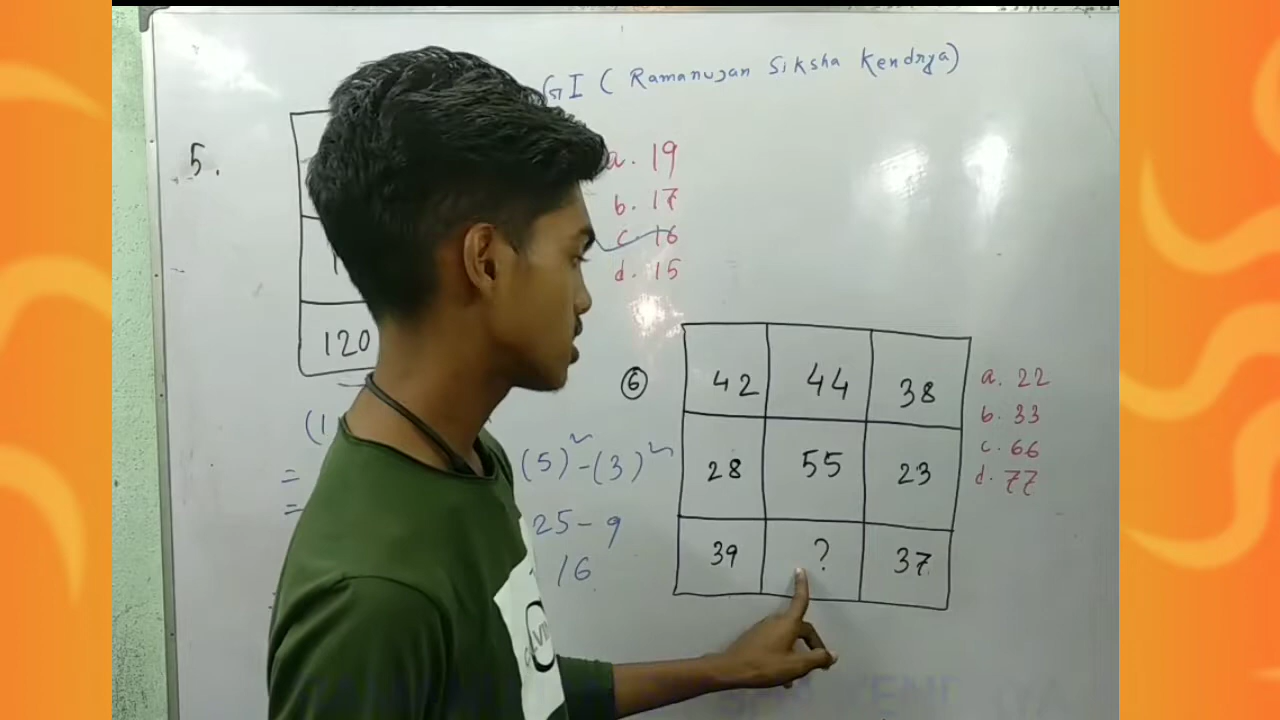 GI ( Ramanujan Siksha Kendrya)
5.
a. 19
b. 17
c. 16
d. 15
120
(5)² - (3)²
= 25 - 9
= 16
6
42 44 38
28 55 23
39 ? 37
a. 22
b. 33
c. 66
d. 77